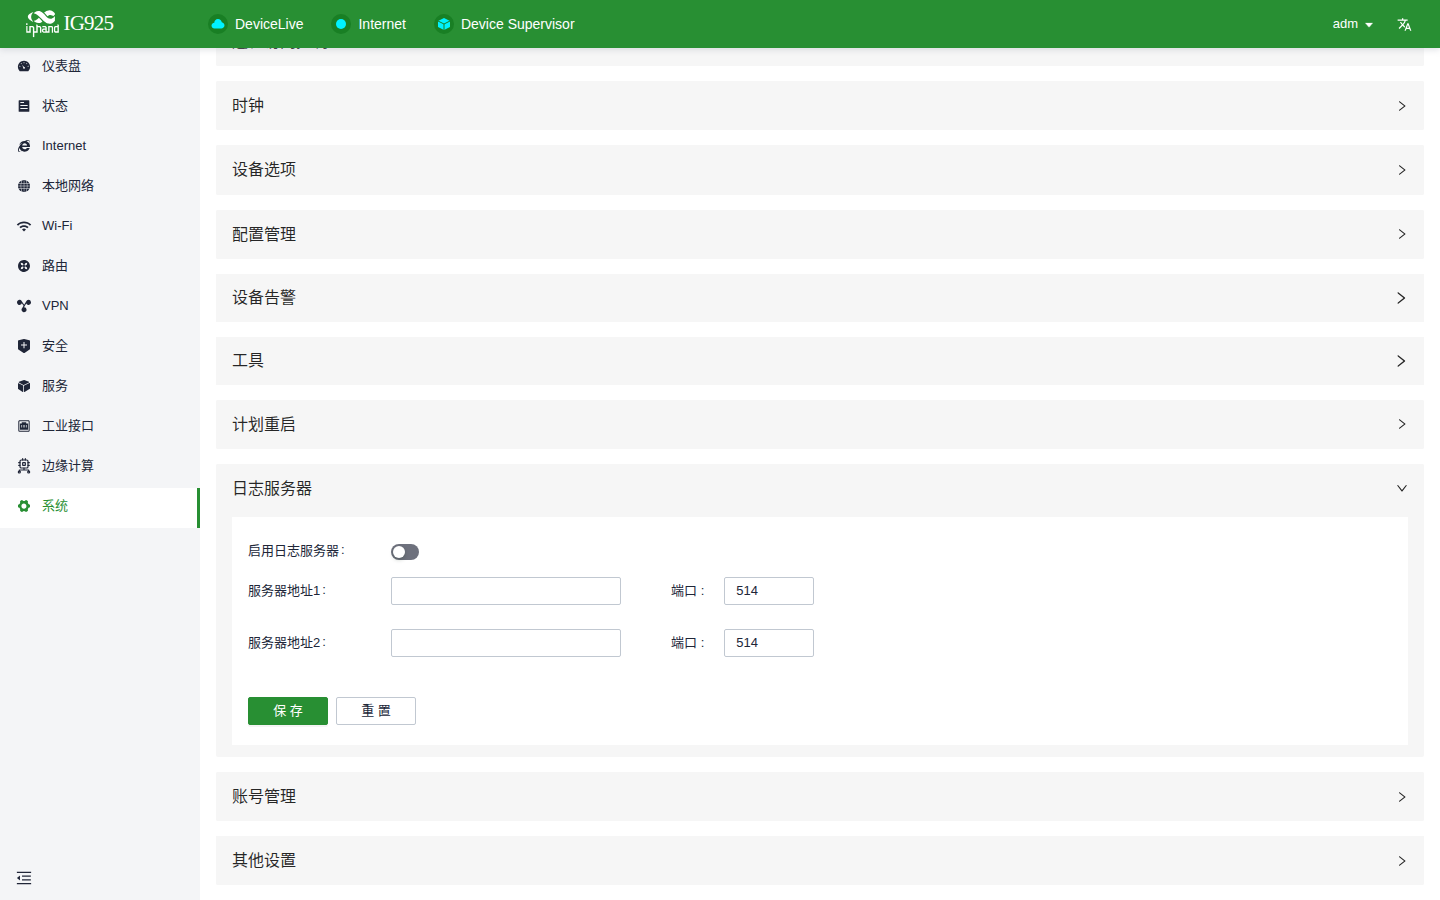 inhand IG925
DeviceLive
Internet
Device Supervisor
adm
仪表盘
状态
Internet
本地网络
Wi-Fi
路由
VPN
安全
服务
工业接口
边缘计算
系统
时钟
设备选项
配置管理
设备告警
工具
计划重启
日志服务器
启用日志服务器 :
服务器地址1 :
端口 : 514
服务器地址2 :
端口 : 514
保 存
重 置
账号管理
其他设置